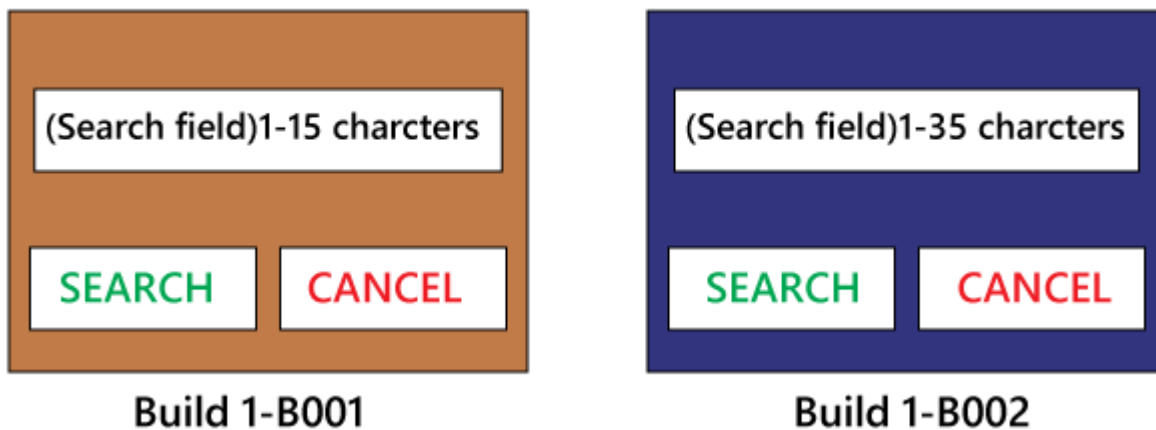 (Search field)1-15 charcters
SEARCH
CANCEL
Build 1-B001
(Search field)1-35 charcters
SEARCH
CANCEL
Build 1-B002